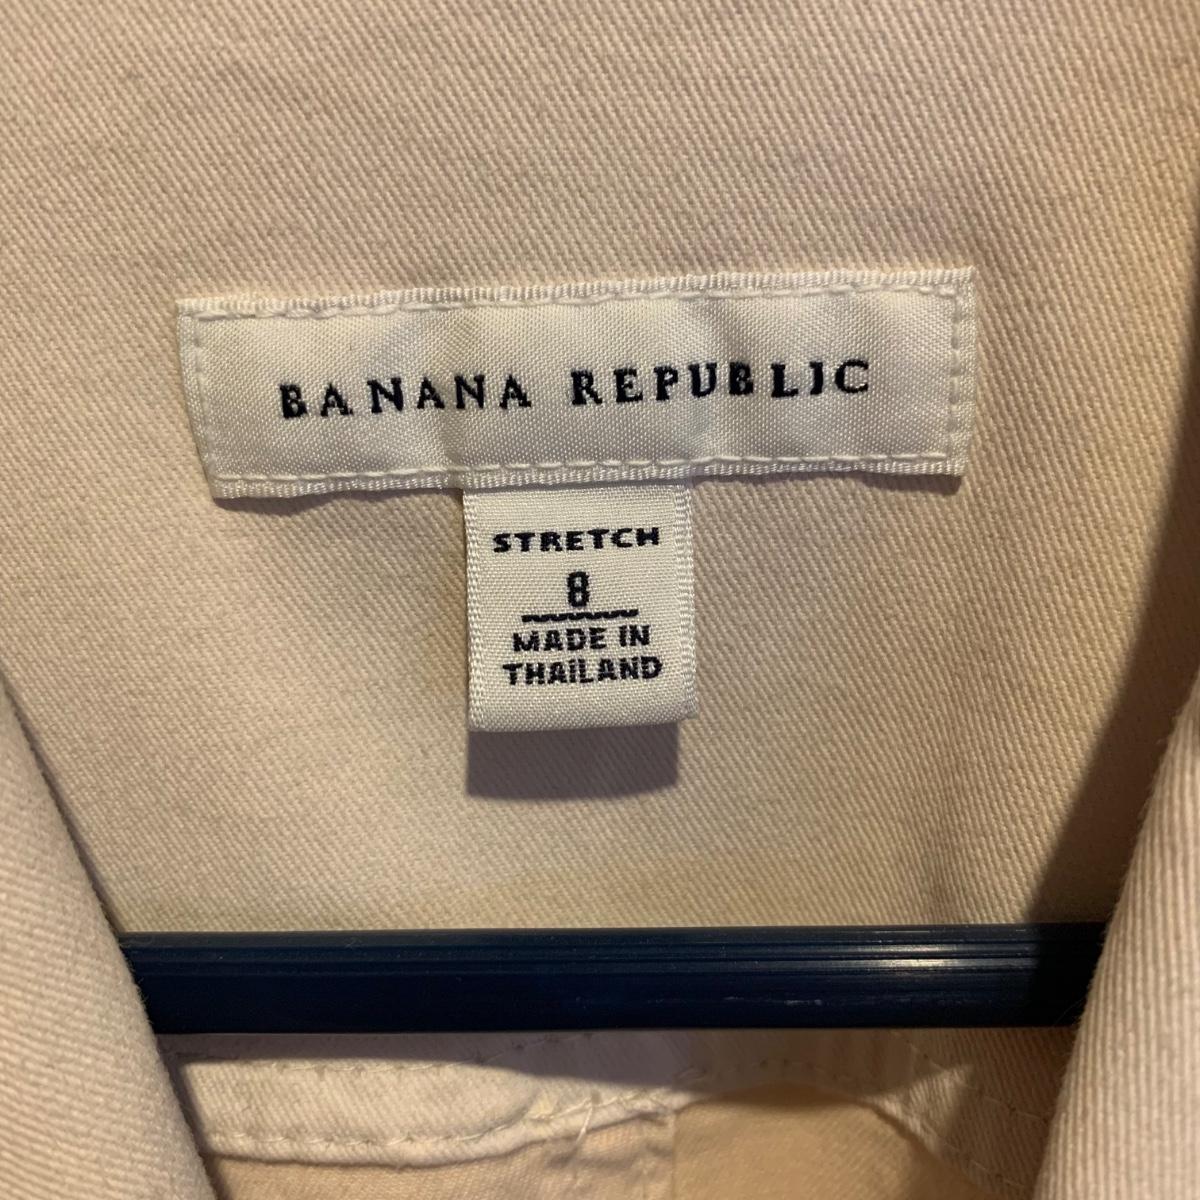 BANANA REPUBLIC
STRETCH
8
MADE IN
THAILAND